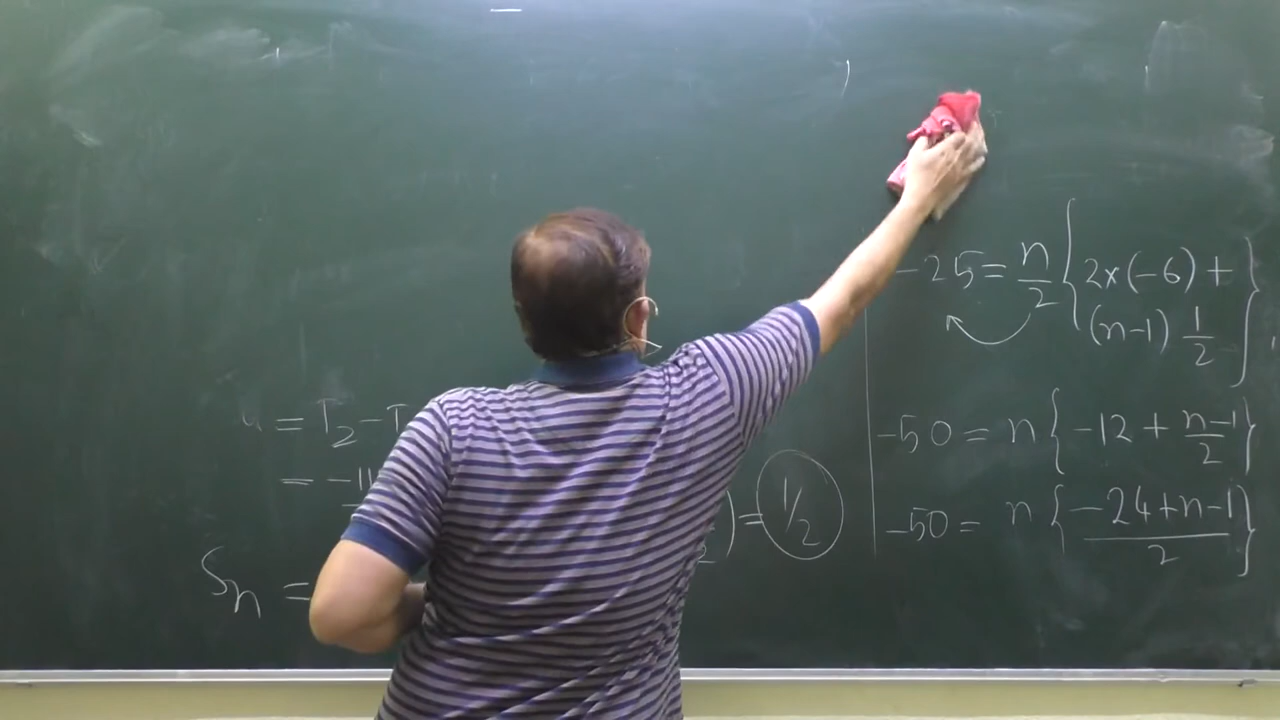 u = T2 - T
= -11
) = 1/2
Sn =
-25 = n/2 { 2x(-6) +
(n-1) 1/2 }
-50 = n { -12 + n-1/2 }
-50 = n { -24+n-1/2 }